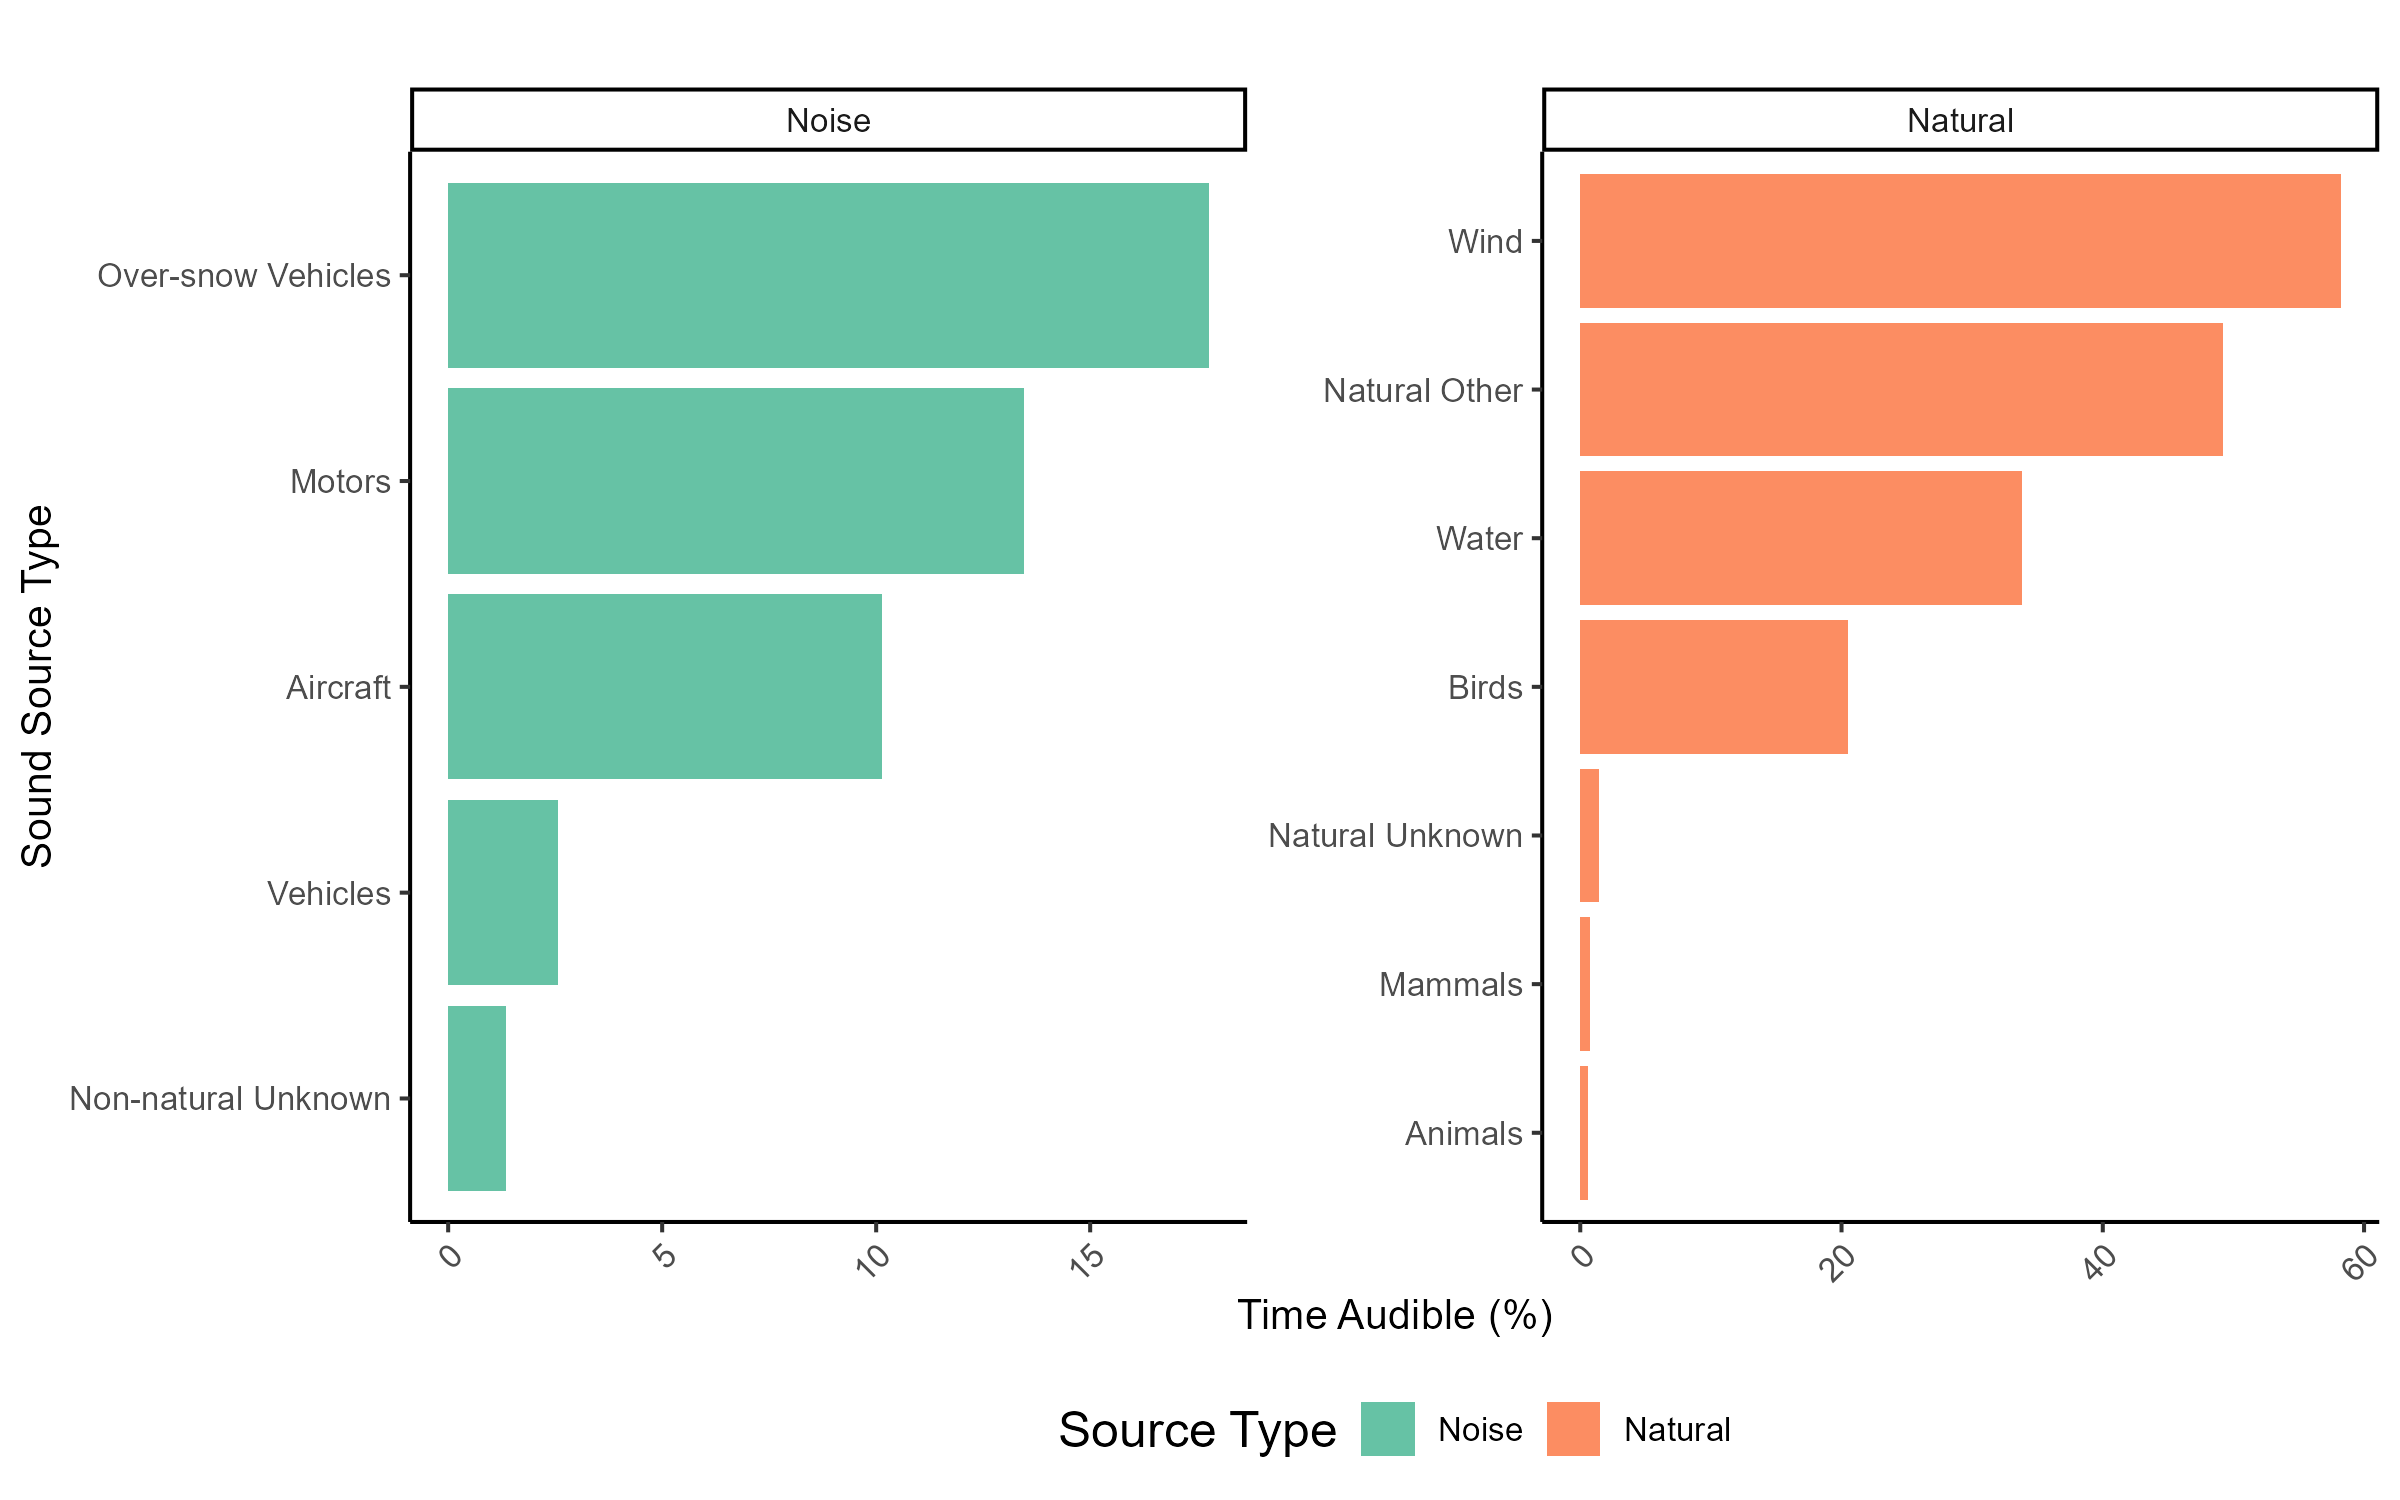 Noise
Natural
Sound Source Type
Over-snow Vehicles
Motors
Aircraft
Vehicles
Non-natural Unknown
Wind
Natural Other
Water
Birds
Natural Unknown
Mammals
Animals
0 5 10 15
0 20 40 60
Time Audible (%)
Source Type Noise Natural